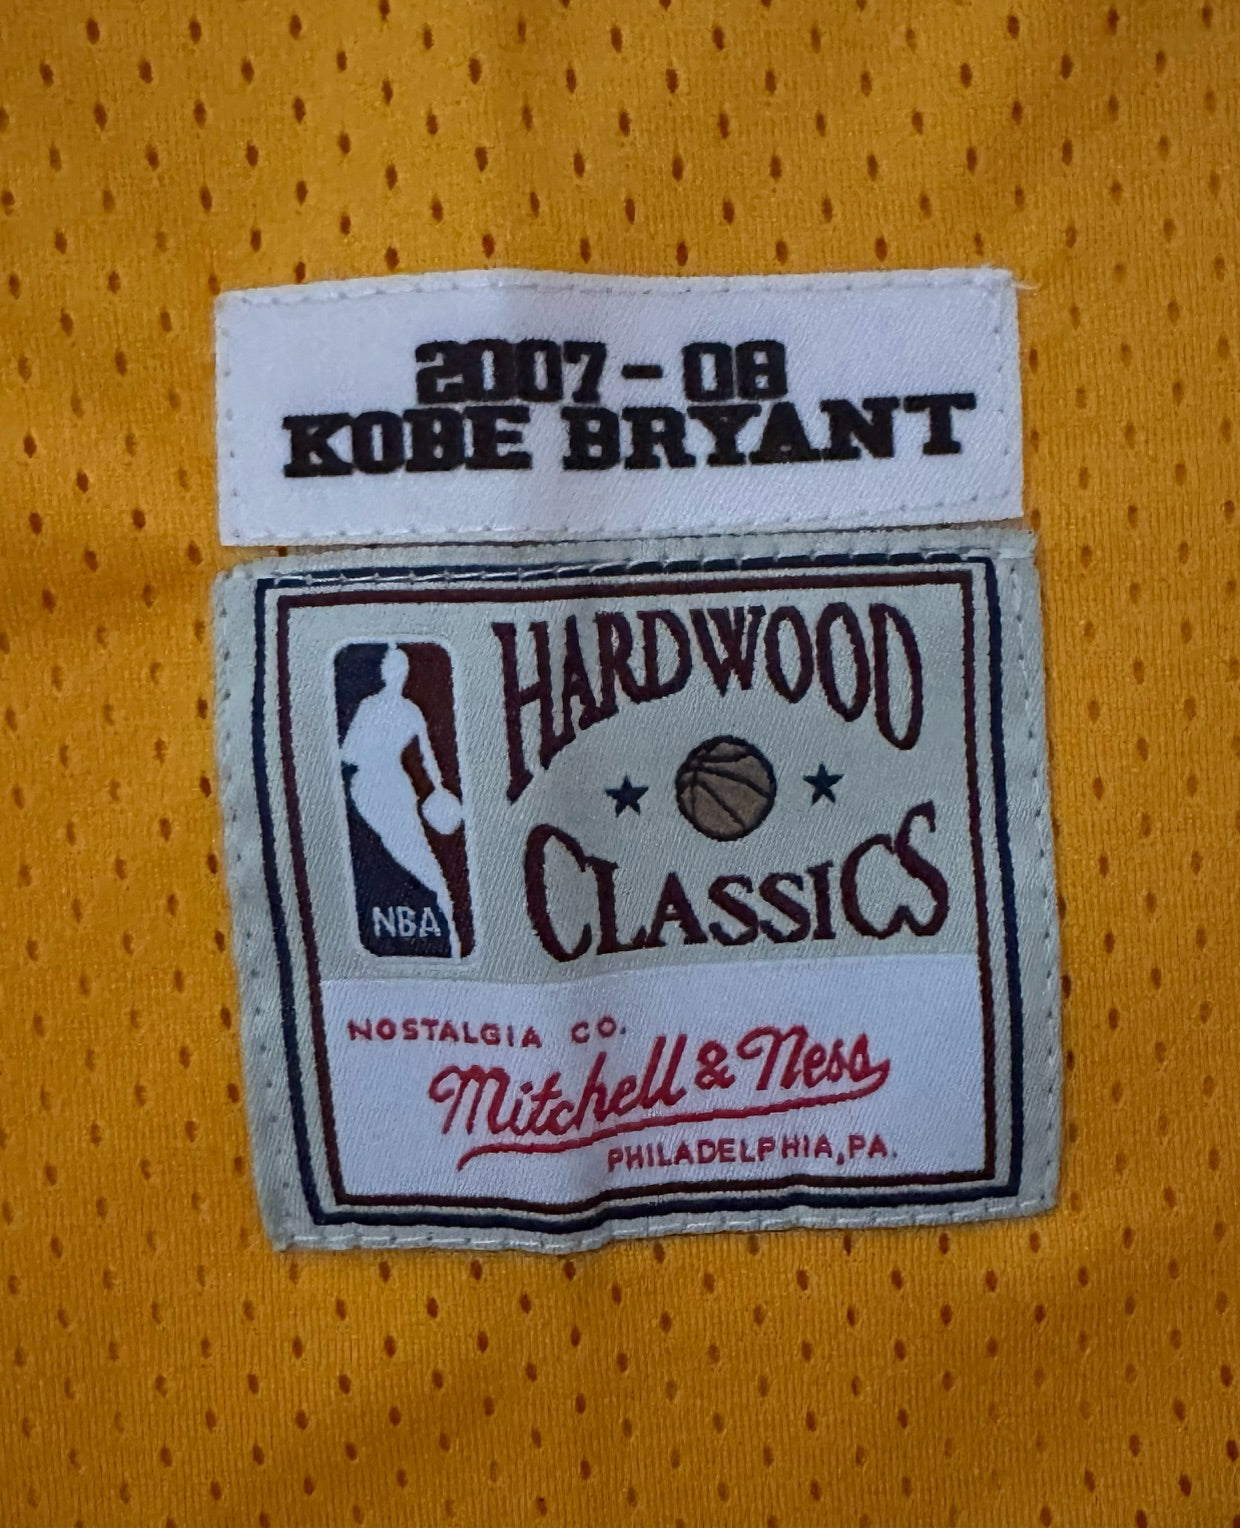 2007-08
KOBE BRYANT
HARDWOOD
CLASSICS
NBA
NOSTALGIA CO.
Mitchell & Ness
PHILADELPHIA, PA.